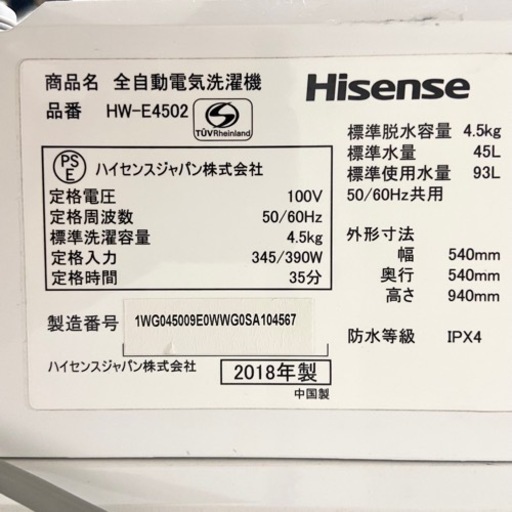 商品名 全自動電気洗濯機
品番 HW-E4502
TÜVRheinland
Hisense
PS
E
ハイセンスジャパン株式会社
定格電圧 100V
定格周波数 50/60Hz
標準洗濯容量 4.5kg
定格入力 345/390W
定格時間 35分
製造番号 1WG045009E0WWG0SA104567
ハイセンスジャパン株式会社
2018年製
中国製
標準脱水容量 4.5kg
標準水量 45L
標準使用水量 93L
50/60Hz共用
外形寸法
幅 540mm
奥行 540mm
高さ 940mm
防水等級 IPX4